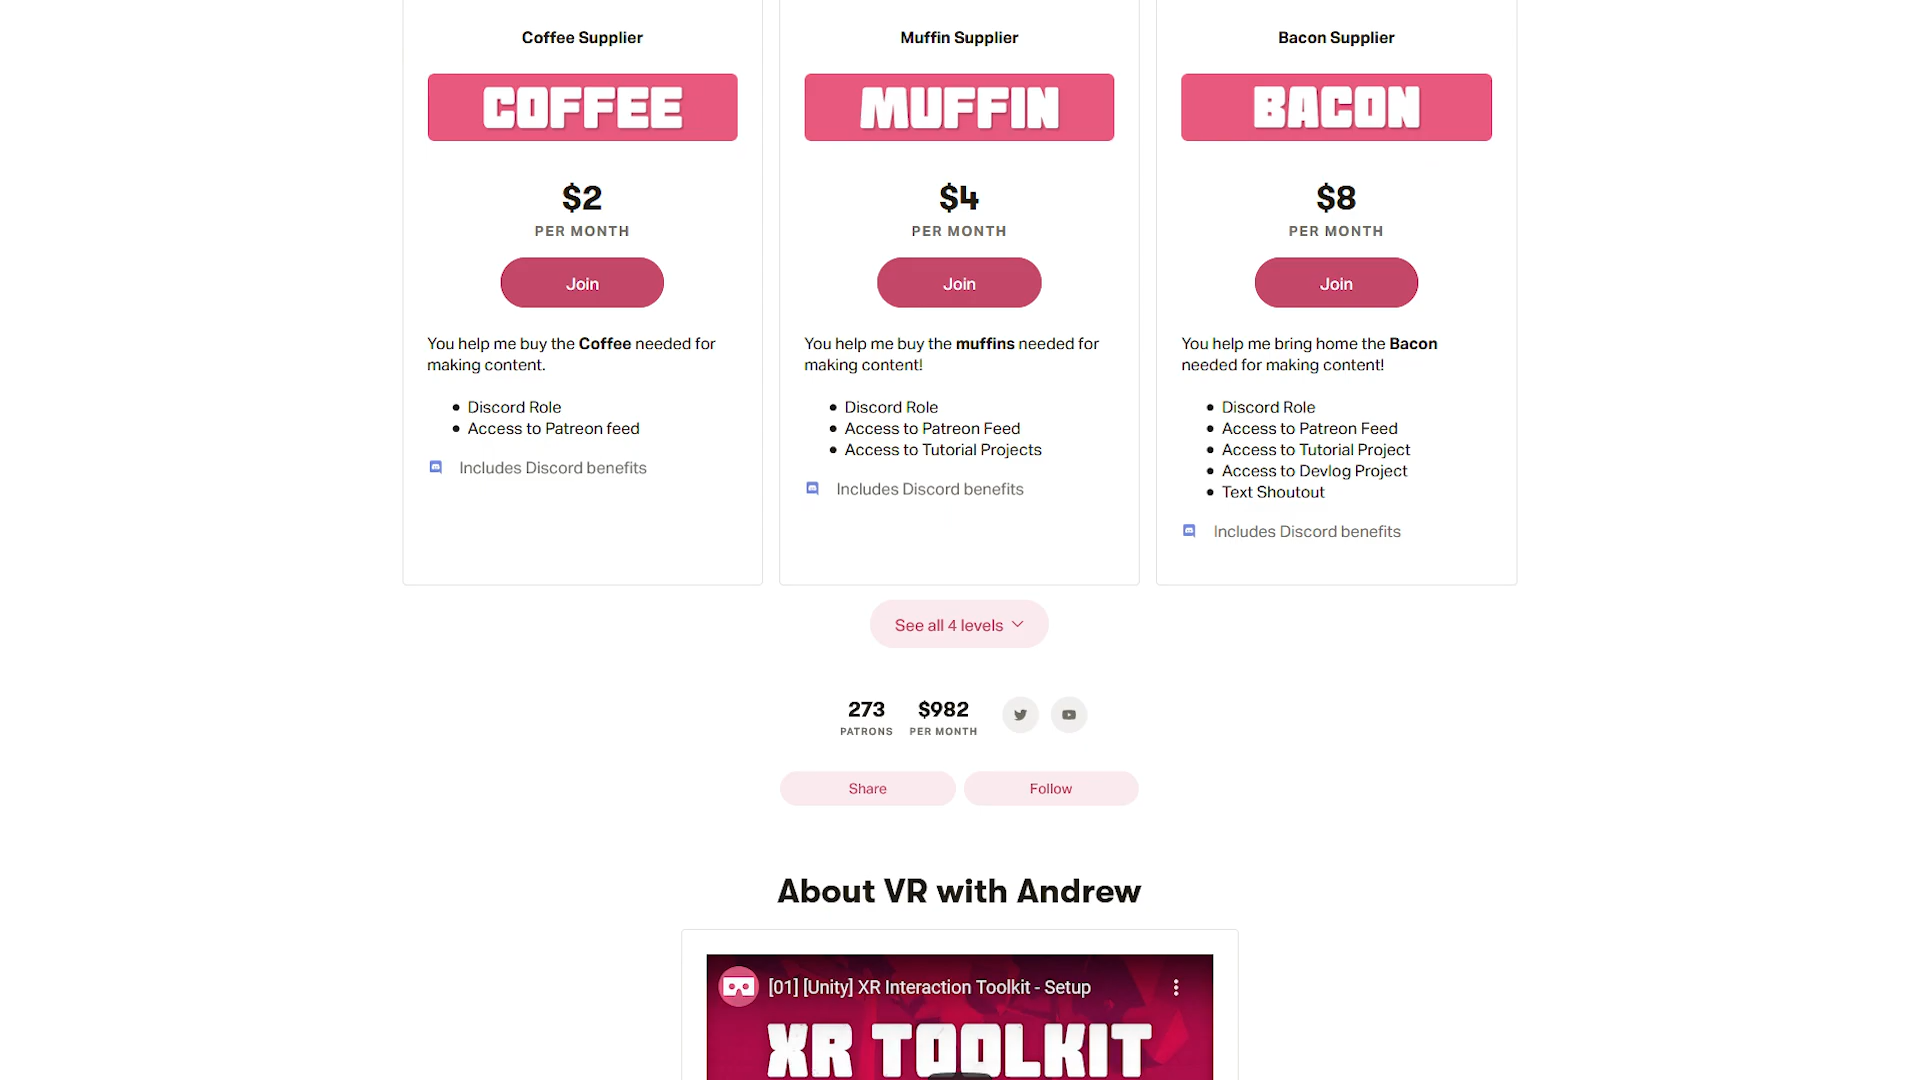 Coffee Supplier
COFFEE
$2
PER MONTH
Join
You help me buy the Coffee needed for
making content.
Discord Role
Access to Patreon feed
Includes Discord benefits
Muffin Supplier
MUFFIN
$4
PER MONTH
Join
You help me buy the muffins needed for
making content!
Discord Role
Access to Patreon Feed
Access to Tutorial Projects
Includes Discord benefits
Bacon Supplier
BACON
$8
PER MONTH
Join
You help me bring home the Bacon
needed for making content!
Discord Role
Access to Patreon Feed
Access to Tutorial Project
Access to Devlog Project
Text Shoutout
Includes Discord benefits
See all 4 levels
273
PATRONS
$982
PER MONTH
Share
Follow
About VR with Andrew
[01] [Unity] XR Interaction Toolkit - Setup
XR TOOLKIT